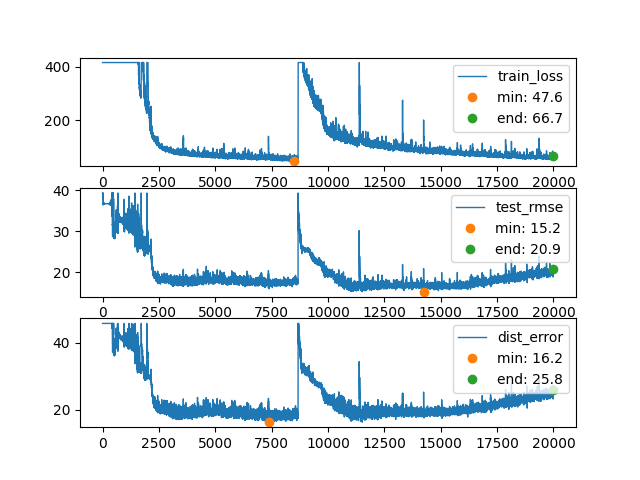 400
200
train_loss
min: 47.6
end: 66.7
0 2500 5000 7500 10000 12500 15000 17500 20000
40
30
20
test_rmse
min: 15.2
end: 20.9
0 2500 5000 7500 10000 12500 15000 17500 20000
40
20
dist_error
min: 16.2
end: 25.8
0 2500 5000 7500 10000 12500 15000 17500 20000